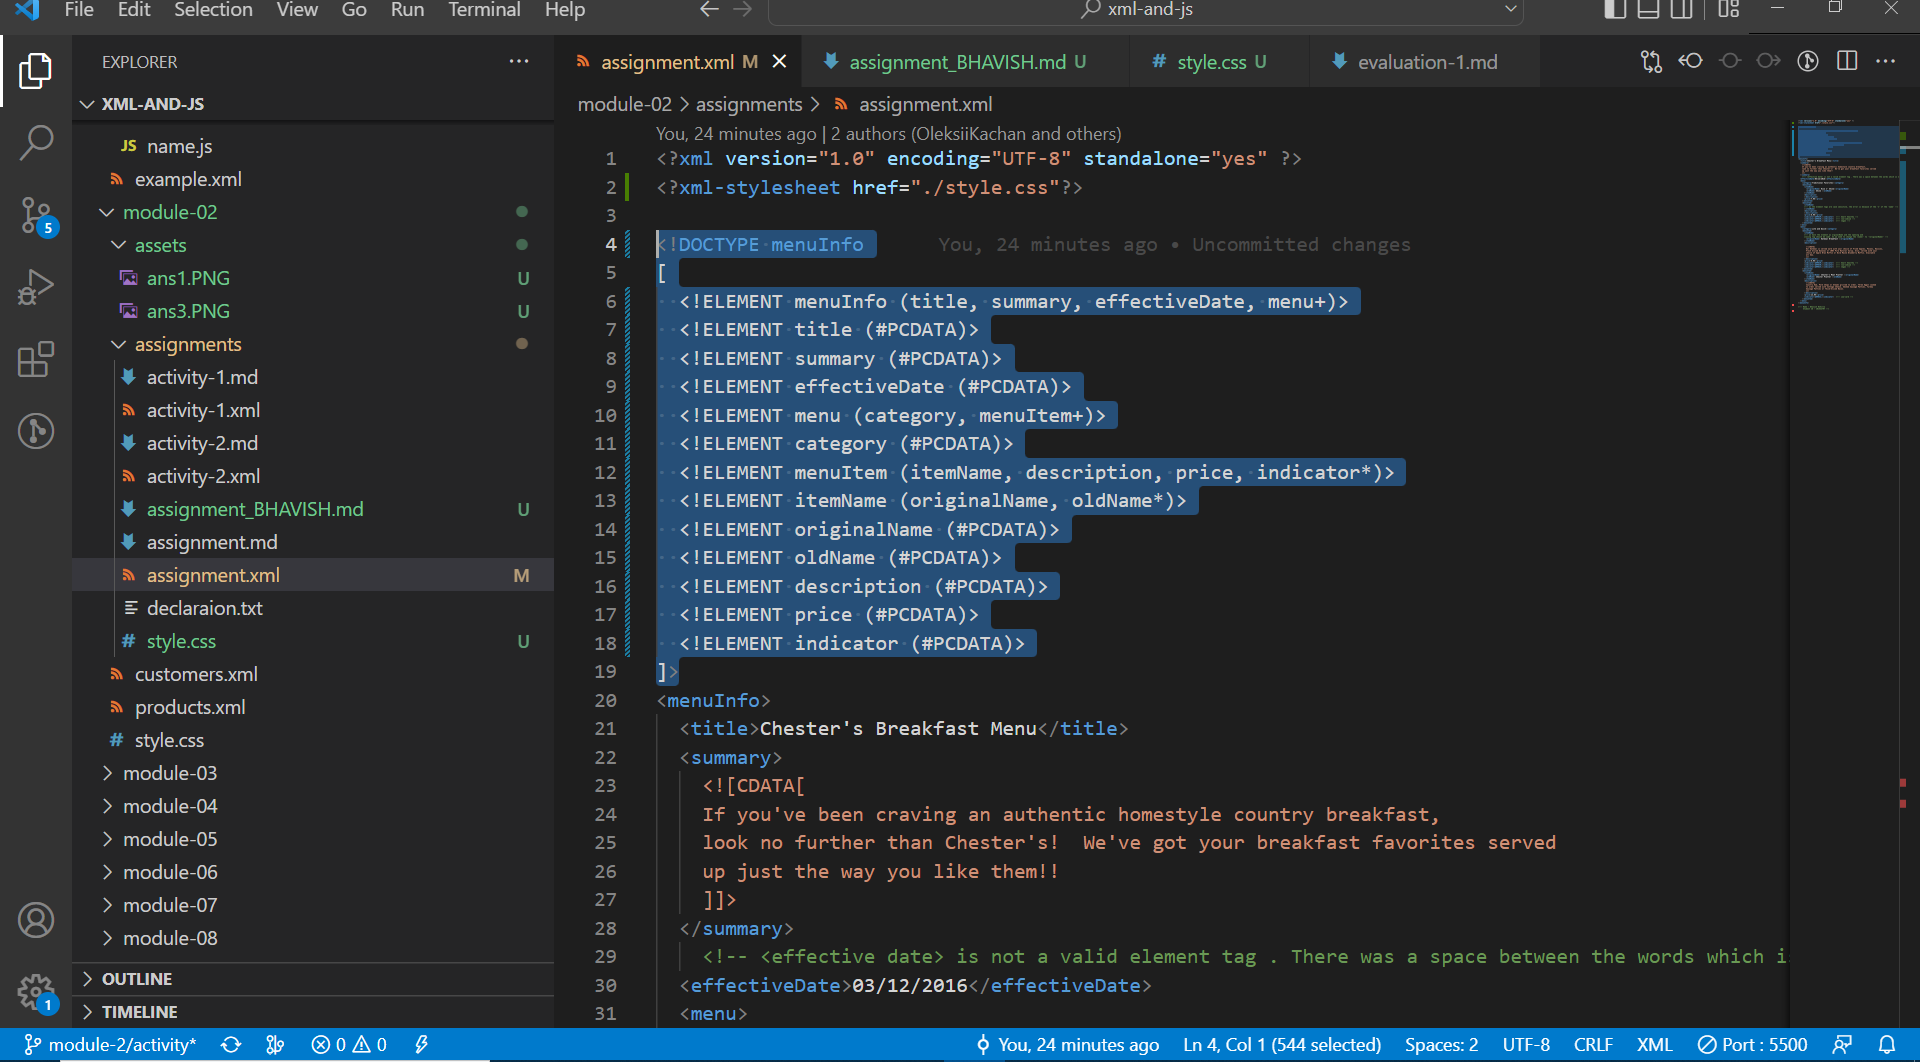 File Edit Selection View Go Run Terminal Help
xml-and-js
EXPLORER
XML-AND-JS
JS name.js
example.xml
module-02
assets
ans1.PNG U
ans3.PNG U
assignments
activity-1.md
activity-1.xml
activity-2.md
activity-2.xml
assignment_BHAVISH.md U
assignment.md
assignment.xml M
declaraion.txt
# style.css U
customers.xml
products.xml
# style.css
module-03
module-04
module-05
module-06
module-07
module-08
OUTLINE
TIMELINE
5
1
assignment.xml M
assignment_BHAVISH.md U
# style.css U
evaluation-1.md
module-02 > assignments > assignment.xml
You, 24 minutes ago | 2 authors (OleksiiKachan and others)
1 <?xml version="1.0" encoding="UTF-8" standalone="yes" ?>
2 <?xml-stylesheet href="./style.css"?>
3
4 <!DOCTYPE menuInfo You, 24 minutes ago • Uncommitted changes
5 [
6 <!ELEMENT menuInfo (title, summary, effectiveDate, menu+)>
7 <!ELEMENT title (#PCDATA)>
8 <!ELEMENT summary (#PCDATA)>
9 <!ELEMENT effectiveDate (#PCDATA)>
10 <!ELEMENT menu (category, menuItem+)>
11 <!ELEMENT category (#PCDATA)>
12 <!ELEMENT menuItem (itemName, description, price, indicator*)>
13 <!ELEMENT itemName (originalName, oldName*)>
14 <!ELEMENT originalName (#PCDATA)>
15 <!ELEMENT oldName (#PCDATA)>
16 <!ELEMENT description (#PCDATA)>
17 <!ELEMENT price (#PCDATA)>
18 <!ELEMENT indicator (#PCDATA)>
19 ]>
20 <menuInfo>
21 <title>Chester's Breakfast Menu</title>
22 <summary>
23 <![CDATA[
24 If you've been craving an authentic homestyle country breakfast,
25 look no further than Chester's!  We've got your breakfast favorites served
26 up just the way you like them!!
27 ]]>
28 </summary>
29 <!-- <effective date> is not a valid element tag . There was a space between the words which i
30 <effectiveDate>03/12/2016</effectiveDate>
31 <menu>
module-2/activity* 0 0 You, 24 minutes ago Ln 4, Col 1 (544 selected) Spaces: 2 UTF-8 CRLF XML Port : 5500